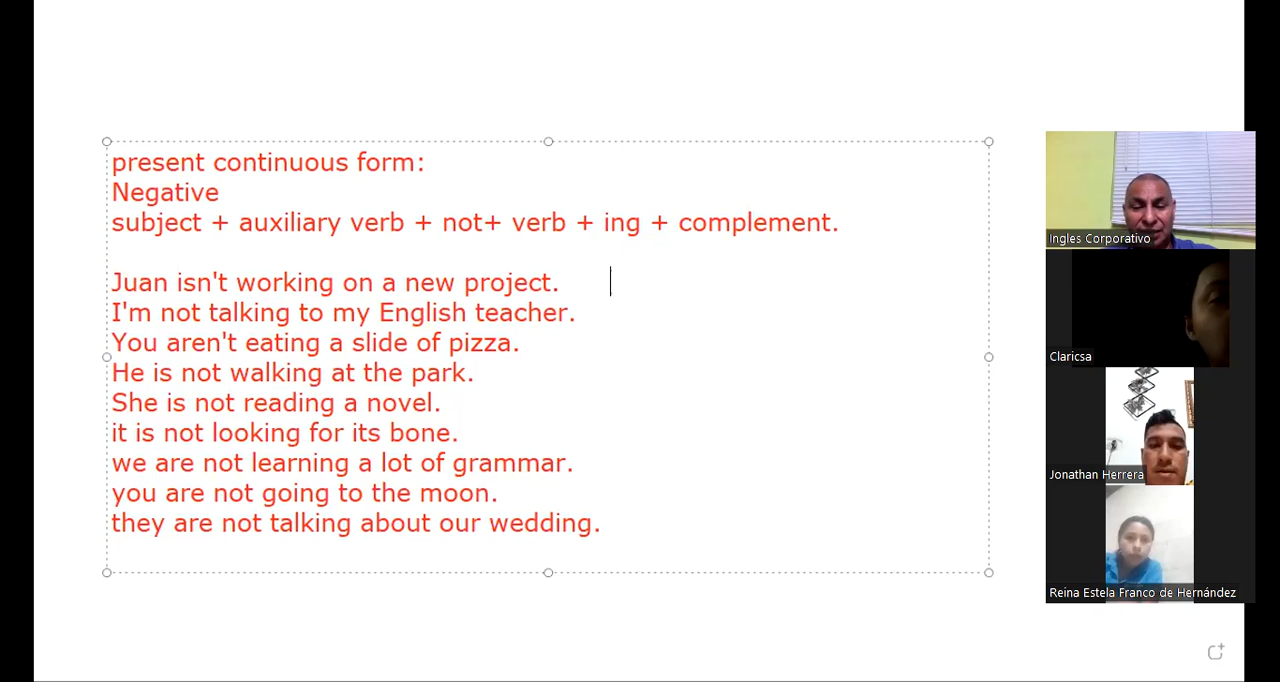 present continuous form:
Negative
subject + auxiliary verb + not+ verb + ing + complement.
Juan isn't working on a new project.
I'm not talking to my English teacher.
You aren't eating a slide of pizza.
He is not walking at the park.
She is not reading a novel.
it is not looking for its bone.
we are not learning a lot of grammar.
you are not going to the moon.
they are not talking about our wedding.
Ingles Corporativo
Claricsa
Jonathan Herrera
Reina Estela Franco de Hernández